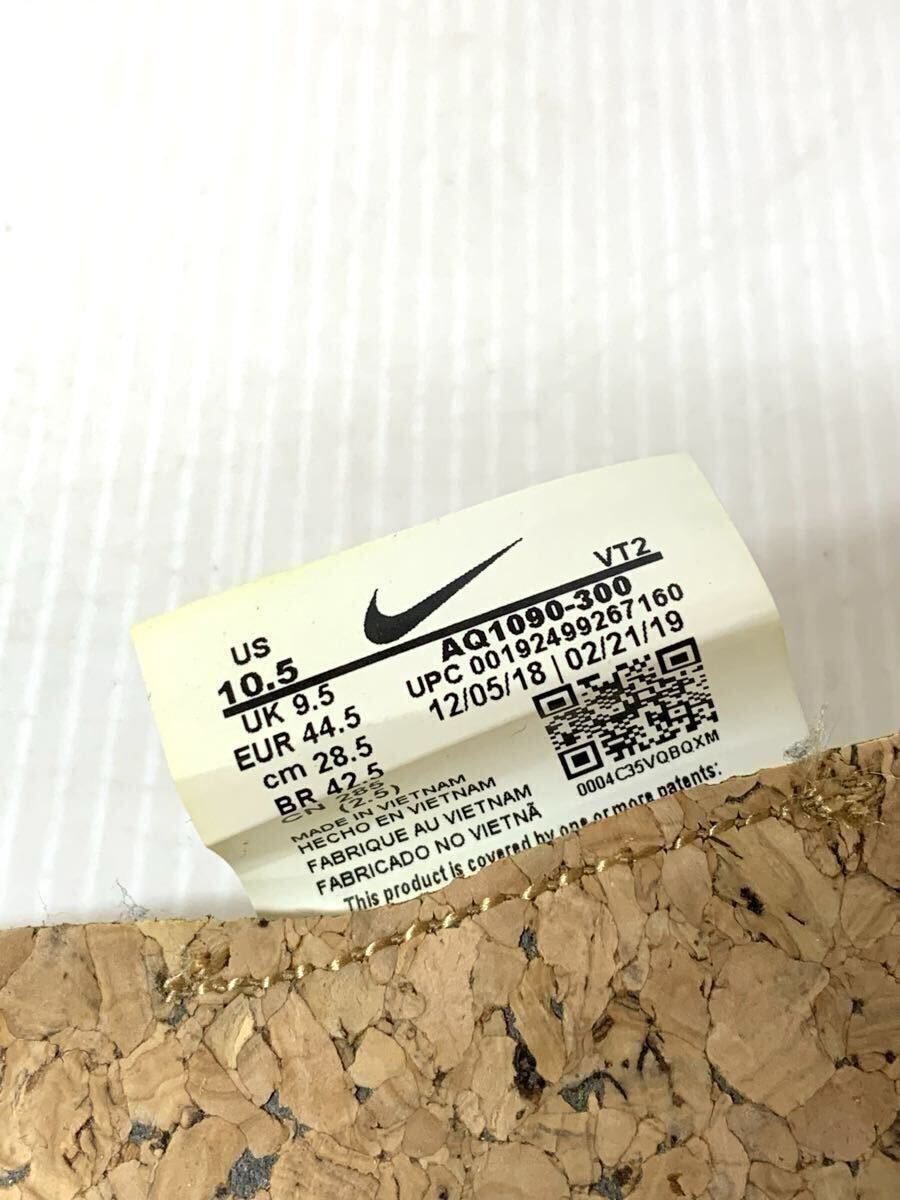 US
10.5
UK 9.5
EUR 44.5
cm 28.5
BR 42.5
CN 285 (2.5)
VT2
AQ1090-300
UPC 00192499267160
12/05/18 | 02/21/19
0004C35VQBQXM
MADE IN VIETNAM
HECHO EN VIETNAM
FABRIQUE AU VIETNAM
FABRICADO NO VIETNÃ
This product is covered by one or more patents: